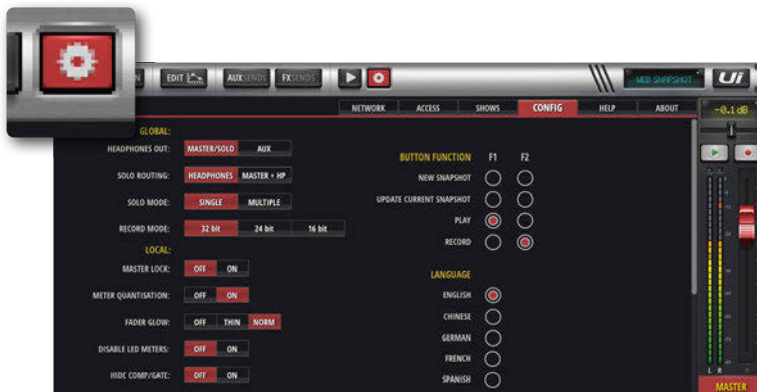 EDIT AUX SENDS FX SENDS WEB SNAPSHOT Ui
NETWORK ACCESS SHOWS CONFIG HELP ABOUT -0.1 dB
GLOBAL:
HEADPHONES OUT: MASTER/SOLO AUX
SOLO ROUTING: HEADPHONES MASTER + HP
SOLO MODE: SINGLE MULTIPLE
RECORD MODE: 32 bit 24 bit 16 bit
LOCAL:
MASTER LOCK: OFF ON
METER QUANTISATION: OFF ON
FADER GLOW: OFF THIN NORM
DISABLE LED METERS: OFF ON
HIDE COMP/GATE: OFF ON
BUTTON FUNCTION F1 F2
NEW SNAPSHOT
UPDATE CURRENT SNAPSHOT
PLAY
RECORD
LANGUAGE
ENGLISH
CHINESE
GERMAN
FRENCH
SPANISH
L R
MASTER